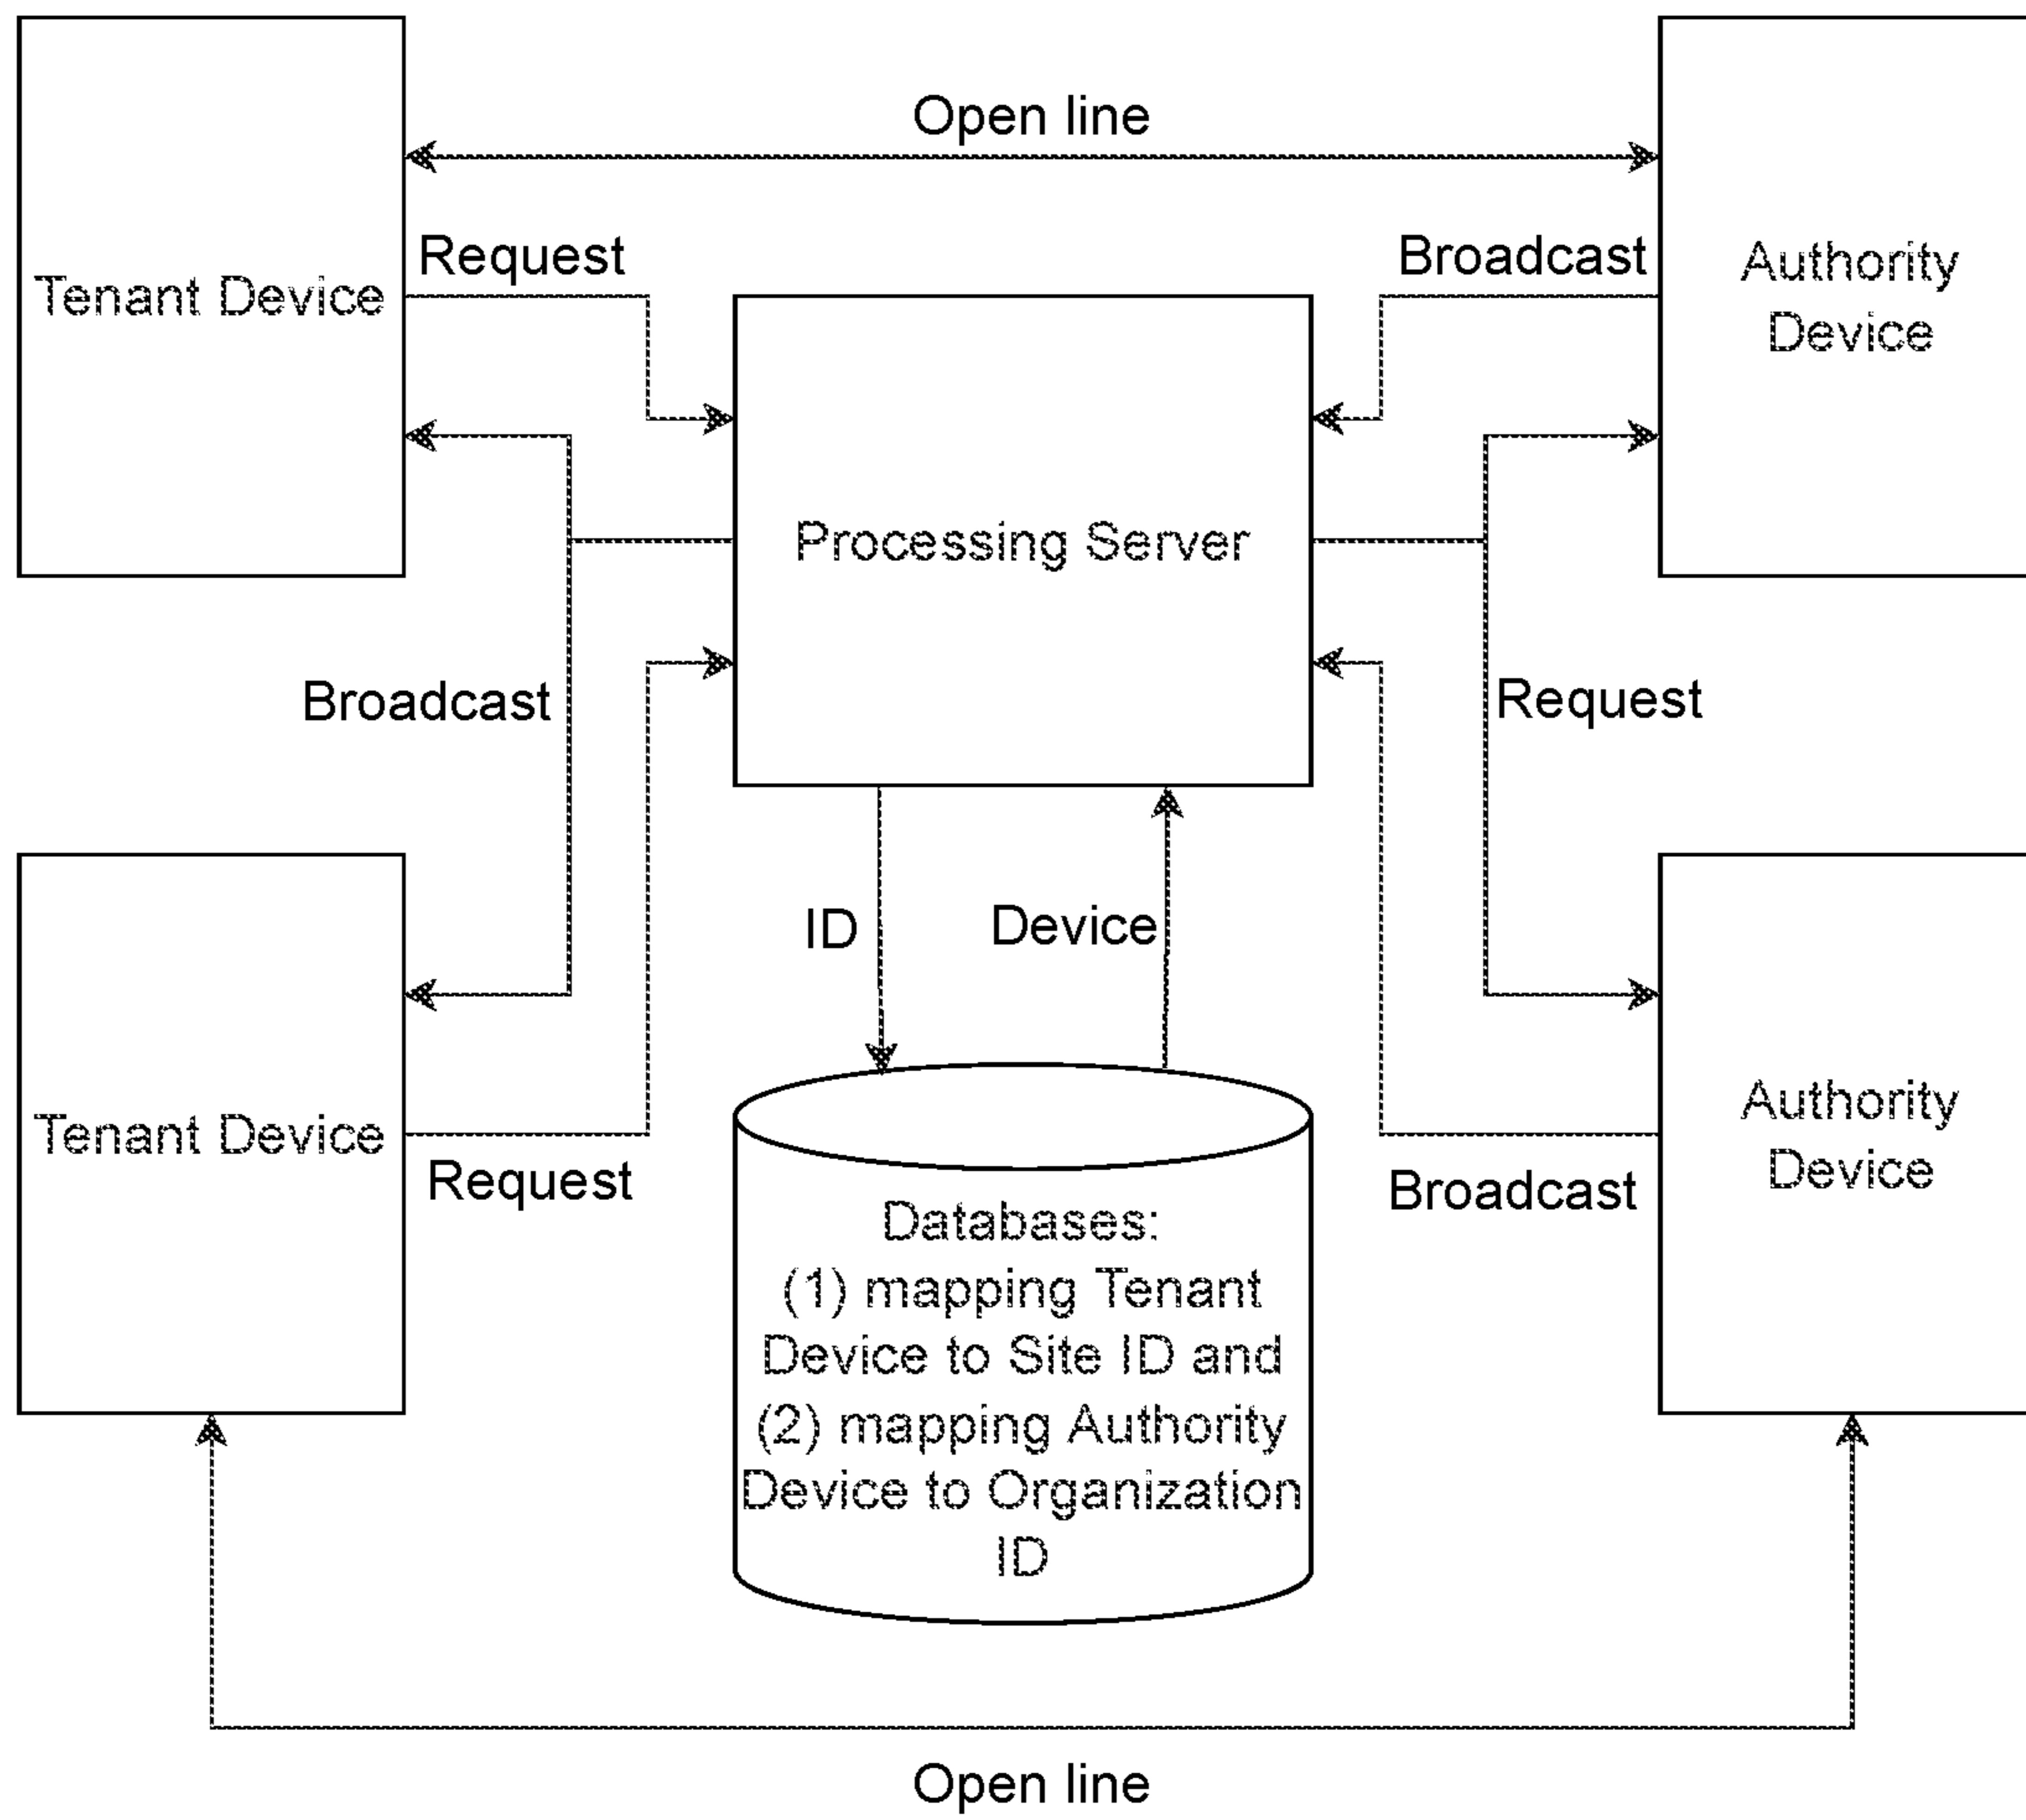 Open line
Request
Broadcast
Tenant Device
Authority
Device
Processing Server
Broadcast
Request
ID
Device
Tenant Device
Authority
Device
Request
Broadcast
Databases:
(1) mapping Tenant
Device to Site ID and
(2) mapping Authority
Device to Organization
ID
Open line